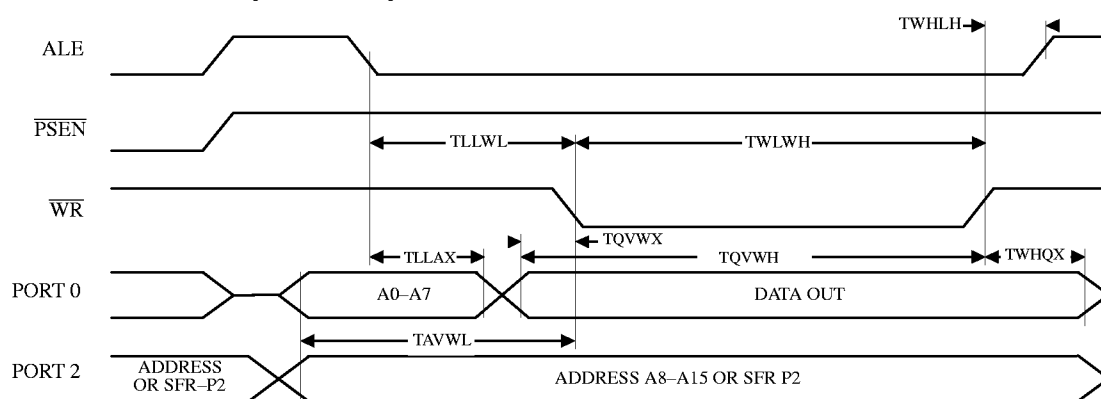 TWHLH
ALE
PSEN
TLLWL
TWLWH
WR
TQVWX
TLLAX
TQVWH
TWHQX
PORT 0
A0–A7
DATA OUT
TAVWL
PORT 2
ADDRESS
OR SFR–P2
ADDRESS A8–A15 OR SFR P2